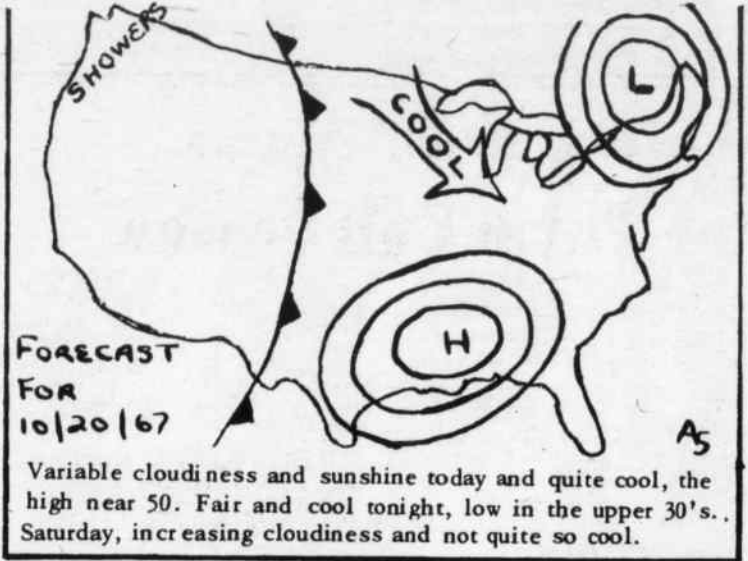 SHOWERS
COOL
L
H
FORECAST
FOR
10/20/67
AS
Variable cloudiness and sunshine today and quite cool, the
high near 50. Fair and cool tonight, low in the upper 30's.
Saturday, increasing cloudiness and not quite so cool.